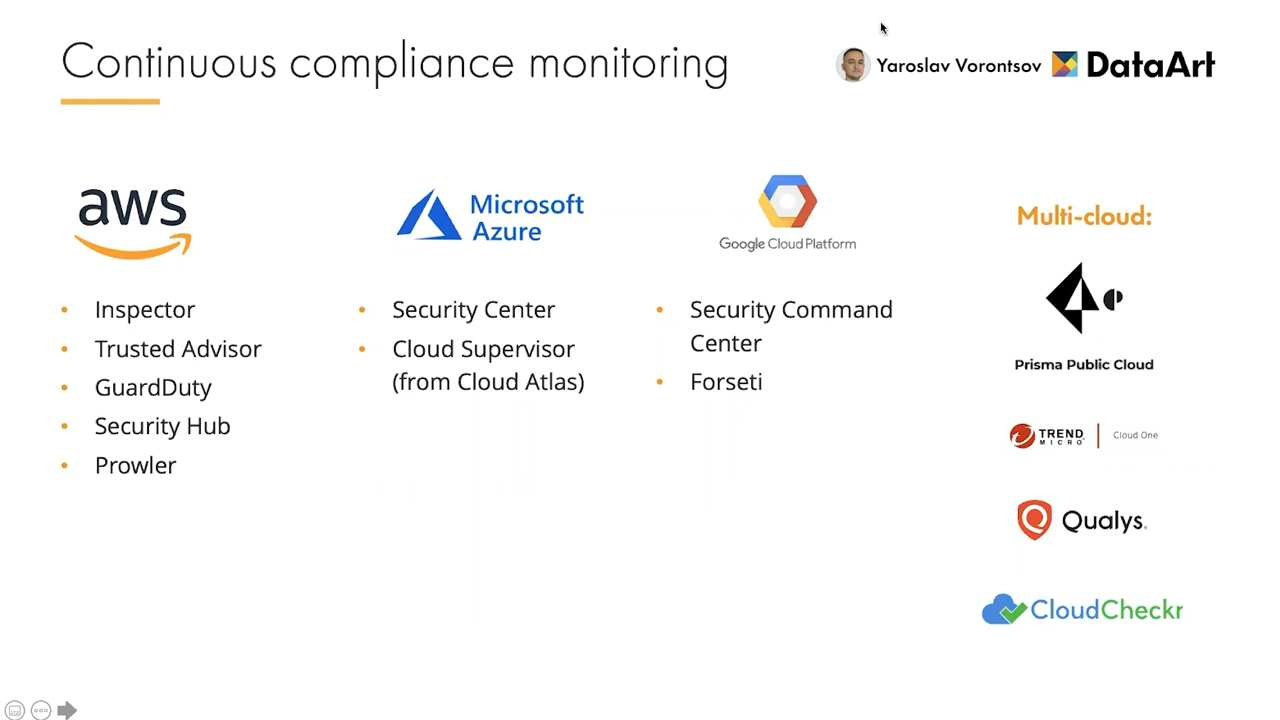 Continuous compliance monitoring
Yaroslav Vorontsov
DataArt
aws
• Inspector
• Trusted Advisor
• GuardDuty
• Security Hub
• Prowler
Microsoft
Azure
• Security Center
• Cloud Supervisor
(from Cloud Atlas)
Google Cloud Platform
• Security Command
Center
• Forseti
Multi-cloud:
Prisma Public Cloud
TREND
MICRO
Cloud One
Qualys.
CloudCheckr